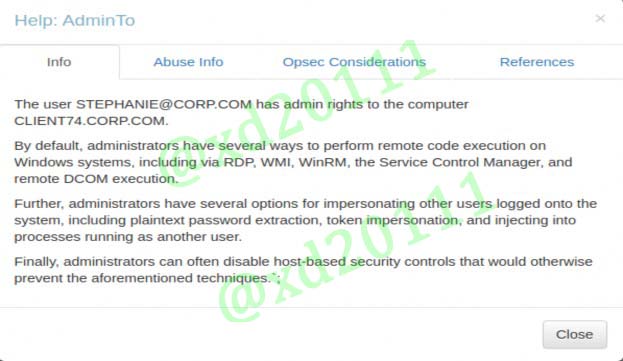 Help: AdminTo ×
Info Abuse Info Opsec Considerations References
The user STEPHANIE@CORP.COM has admin rights to the computer
CLIENT74.CORP.COM.
By default, administrators have several ways to perform remote code execution on
Windows systems, including via RDP, WMI, WinRM, the Service Control Manager, and
remote DCOM execution.
Further, administrators have several options for impersonating other users logged onto the
system, including plaintext password extraction, token impersonation, and injecting into
processes running as another user.
Finally, administrators can often disable host-based security controls that would otherwise
prevent the aforementioned techniques.`;
Close
@xd20111
@xd20111